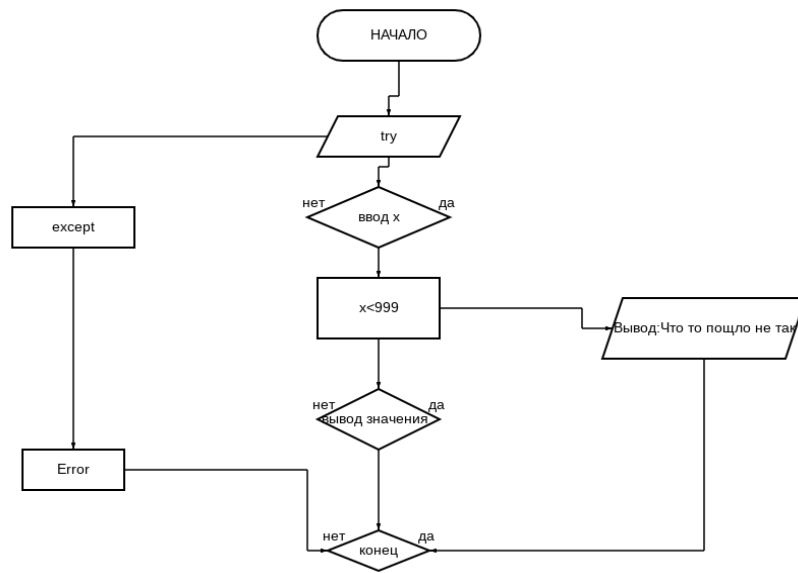 НАЧАЛО
try
нет
да
ввод x
except
x<999
Вывод:Что то пощло не так
нет
да
вывод значения
Error
нет
да
конец